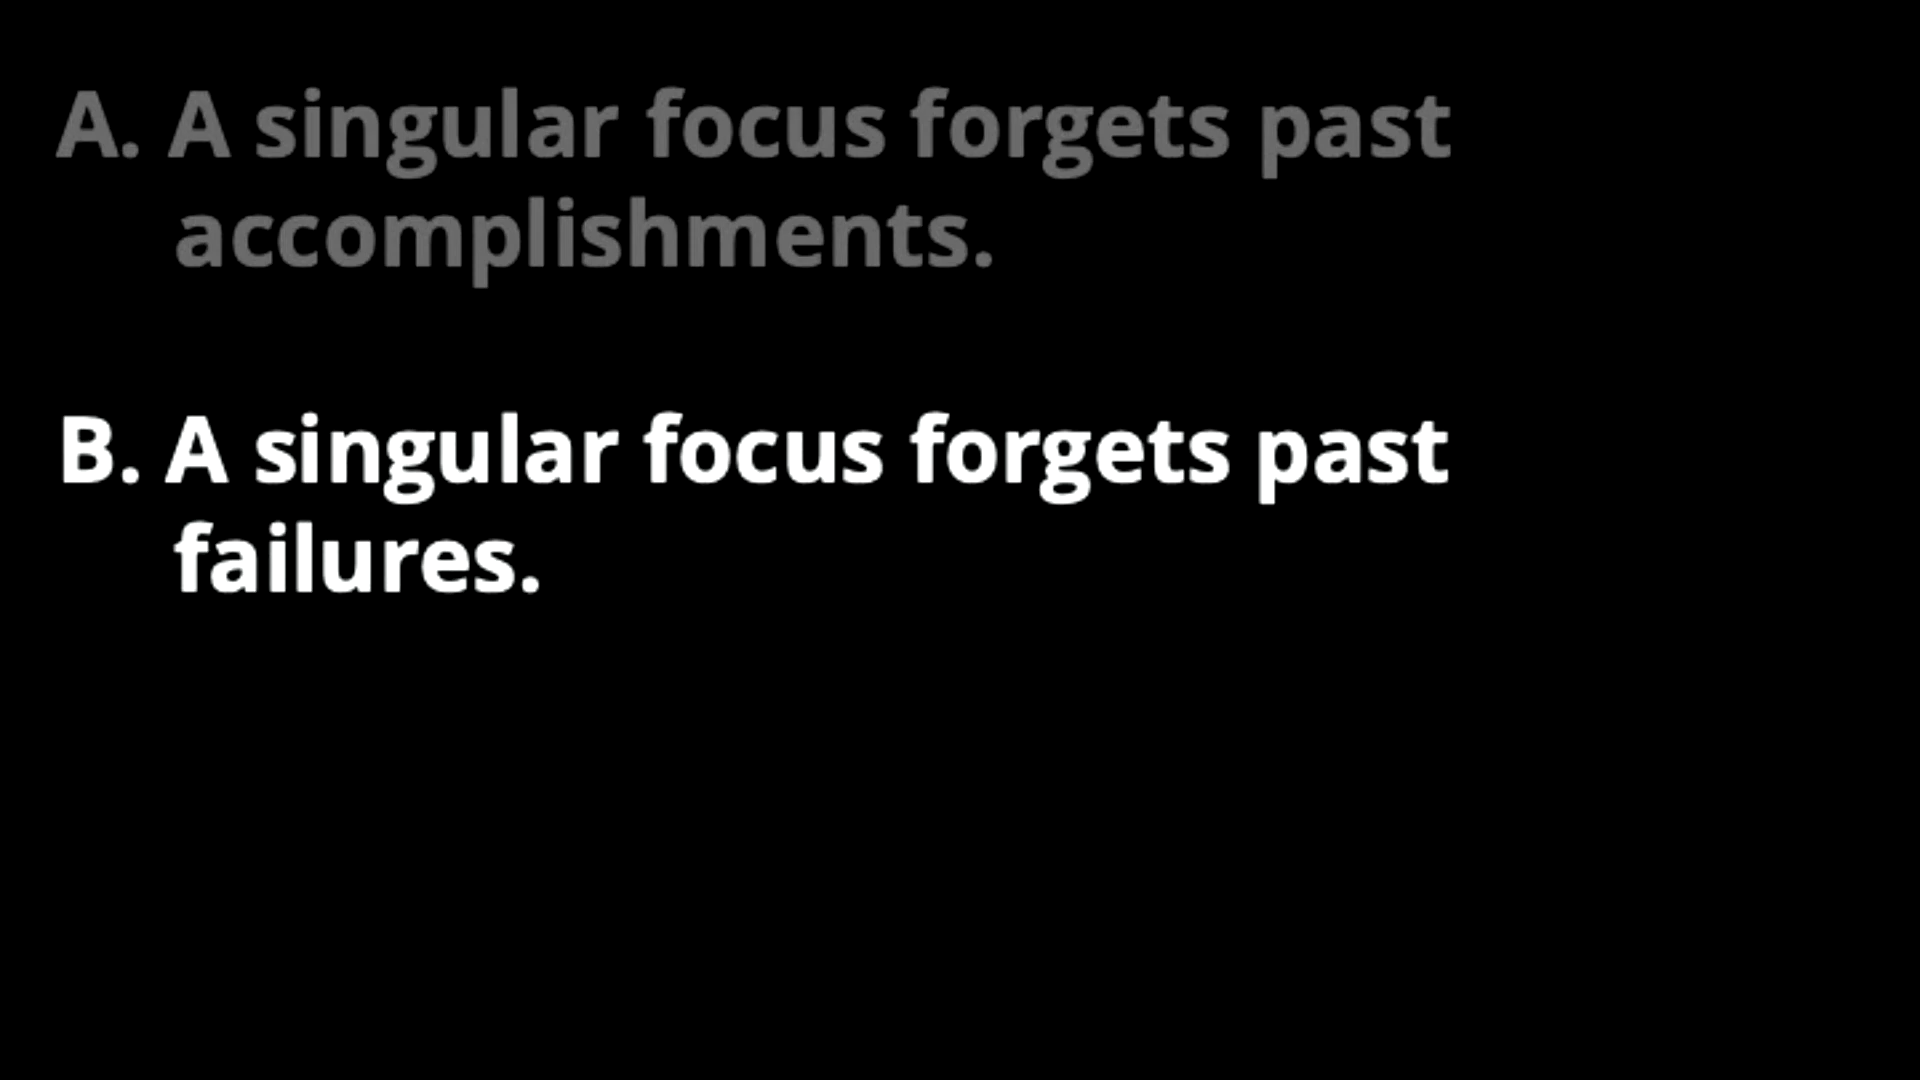 A. A singular focus forgets past
accomplishments.
B. A singular focus forgets past
failures.